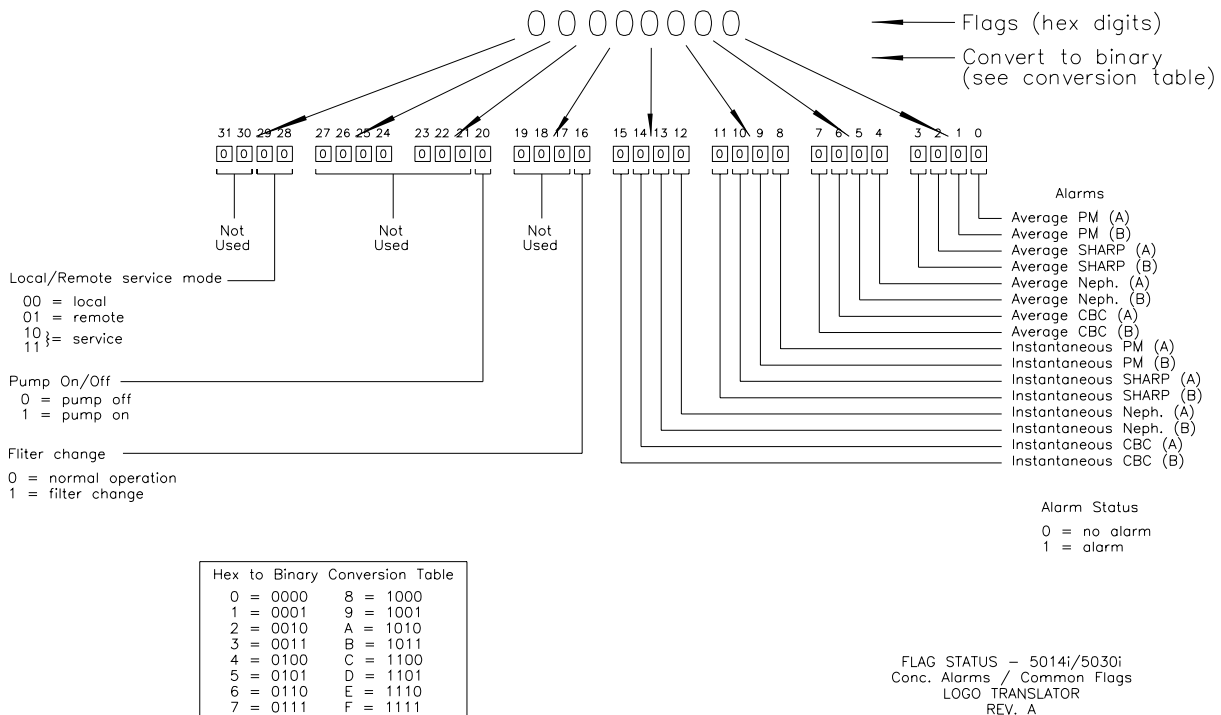 0 0 0 0 0 0 0 0
Flags (hex digits)
Convert to binary
(see conversion table)
31 30 29 28 27 26 25 24 23 22 21 20 19 18 17 16 15 14 13 12 11 10 9 8 7 6 5 4 3 2 1 0
0 0 0 0 0 0 0 0 0 0 0 0 0 0 0 0 0 0 0 0 0 0 0 0 0 0 0 0 0 0 0 0
Not
Used
Not
Used
Not
Used
Local/Remote service mode
00 = local
01 = remote
10
11 }= service
Pump On/Off
0 = pump off
1 = pump on
Fliter change
0 = normal operation
1 = filter change
Alarms
Average PM (A)
Average PM (B)
Average SHARP (A)
Average SHARP (B)
Average Neph. (A)
Average Neph. (B)
Average CBC (A)
Average CBC (B)
Instantaneous PM (A)
Instantaneous PM (B)
Instantaneous SHARP (A)
Instantaneous SHARP (B)
Instantaneous Neph. (A)
Instantaneous Neph. (B)
Instantaneous CBC (A)
Instantaneous CBC (B)
Alarm Status
0 = no alarm
1 = alarm
Hex to Binary Conversion Table
0 = 0000 8 = 1000
1 = 0001 9 = 1001
2 = 0010 A = 1010
3 = 0011 B = 1011
4 = 0100 C = 1100
5 = 0101 D = 1101
6 = 0110 E = 1110
7 = 0111 F = 1111
FLAG STATUS – 5014i/5030i
Conc. Alarms / Common Flags
LOGO TRANSLATOR
REV. A